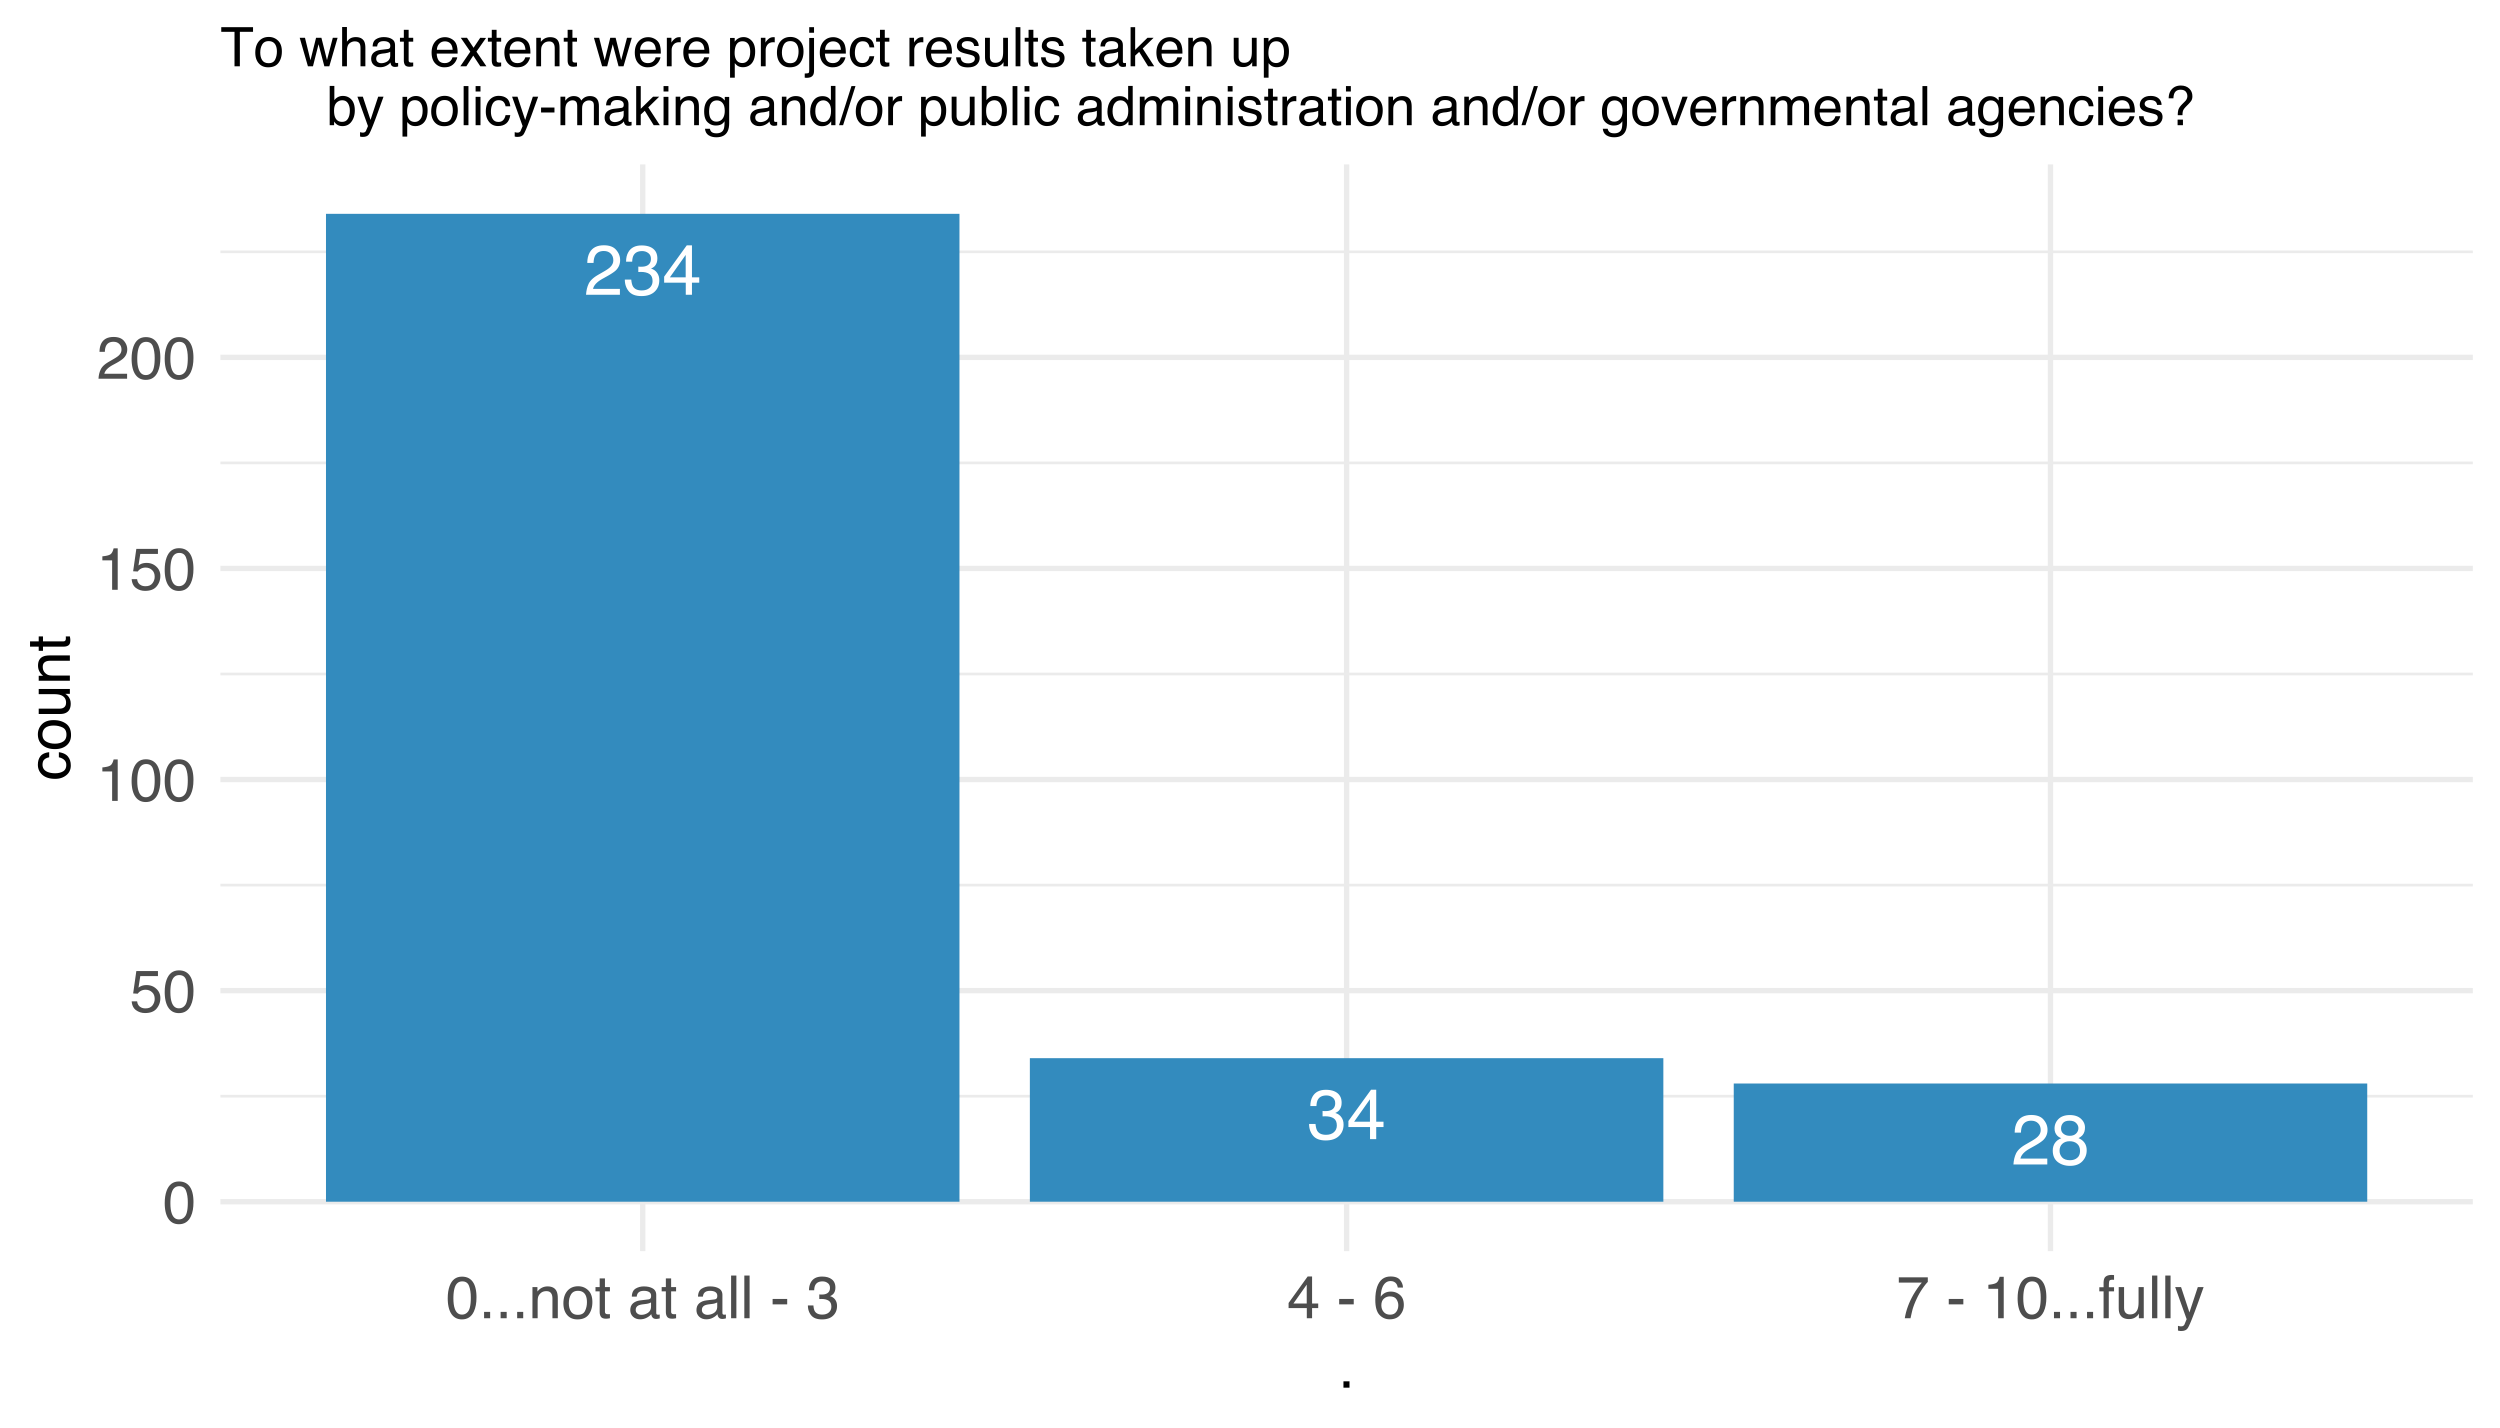 To what extent were project results taken up
by policy-making and/or public administration and/or governmental agencies?
234
200
150
100
50
0
34
28
count
0...not at all - 3
4 - 6
7 - 10...fully
.